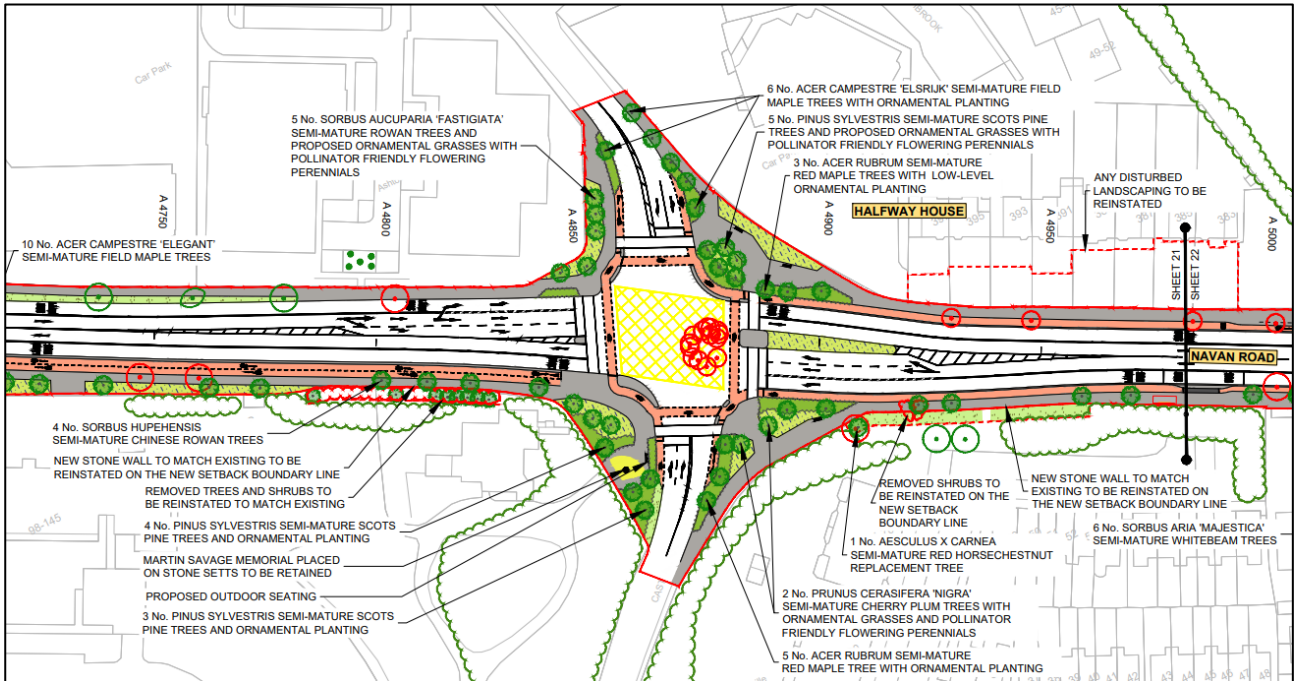 BROOK
45-52
49-52
Car Park
6 No. ACER CAMPESTRE 'ELSRIJK' SEMI-MATURE FIELD
MAPLE TREES WITH ORNAMENTAL PLANTING
5 No. SORBUS AUCUPARIA 'FASTIGIATA'
SEMI-MATURE ROWAN TREES AND
PROPOSED ORNAMENTAL GRASSES WITH
POLLINATOR FRIENDLY FLOWERING
PERENNIALS
5 No. PINUS SYLVESTRIS SEMI-MATURE SCOTS PINE
TREES AND PROPOSED ORNAMENTAL GRASSES WITH
POLLINATOR FRIENDLY FLOWERING PERENNIALS
3 No. ACER RUBRUM SEMI-MATURE
RED MAPLE TREES WITH LOW-LEVEL
ORNAMENTAL PLANTING
ANY DISTURBED
LANDSCAPING TO BE
REINSTATED
A 4750
A 4800
A 4850
A 4900
A 4950
A 5000
HALFWAY HOUSE
395
393
391
381
383
10 No. ACER CAMPESTRE 'ELEGANT'
SEMI-MATURE FIELD MAPLE TREES
SHEET 21
SHEET 22
NAVAN ROAD
4 No. SORBUS HUPEHENSIS
SEMI-MATURE CHINESE ROWAN TREES
NEW STONE WALL TO MATCH EXISTING TO BE
REINSTATED ON THE NEW SETBACK BOUNDARY LINE
REMOVED TREES AND SHRUBS TO
BE REINSTATED TO MATCH EXISTING
98-145
4 No. PINUS SYLVESTRIS SEMI-MATURE SCOTS
PINE TREES AND ORNAMENTAL PLANTING
MARTIN SAVAGE MEMORIAL PLACED
ON STONE SETTS TO BE RETAINED
PROPOSED OUTDOOR SEATING
3 No. PINUS SYLVESTRIS SEMI-MATURE SCOTS
PINE TREES AND ORNAMENTAL PLANTING
REMOVED SHRUBS TO
BE REINSTATED ON THE
NEW SETBACK
BOUNDARY LINE
NEW STONE WALL TO MATCH
EXISTING TO BE REINSTATED ON
THE NEW SETBACK BOUNDARY LINE
6 No. SORBUS ARIA 'MAJESTICA'
SEMI-MATURE WHITEBEAM TREES
1 No. AESCULUS X CARNEA
SEMI-MATURE RED HORSECHESTNUT
REPLACEMENT TREE
2 No. PRUNUS CERASIFERA 'NIGRA'
SEMI-MATURE CHERRY PLUM TREES WITH
ORNAMENTAL GRASSES AND POLLINATOR
FRIENDLY FLOWERING PERENNIALS
5 No. ACER RUBRUM SEMI-MATURE
RED MAPLE TREE WITH ORNAMENTAL PLANTING